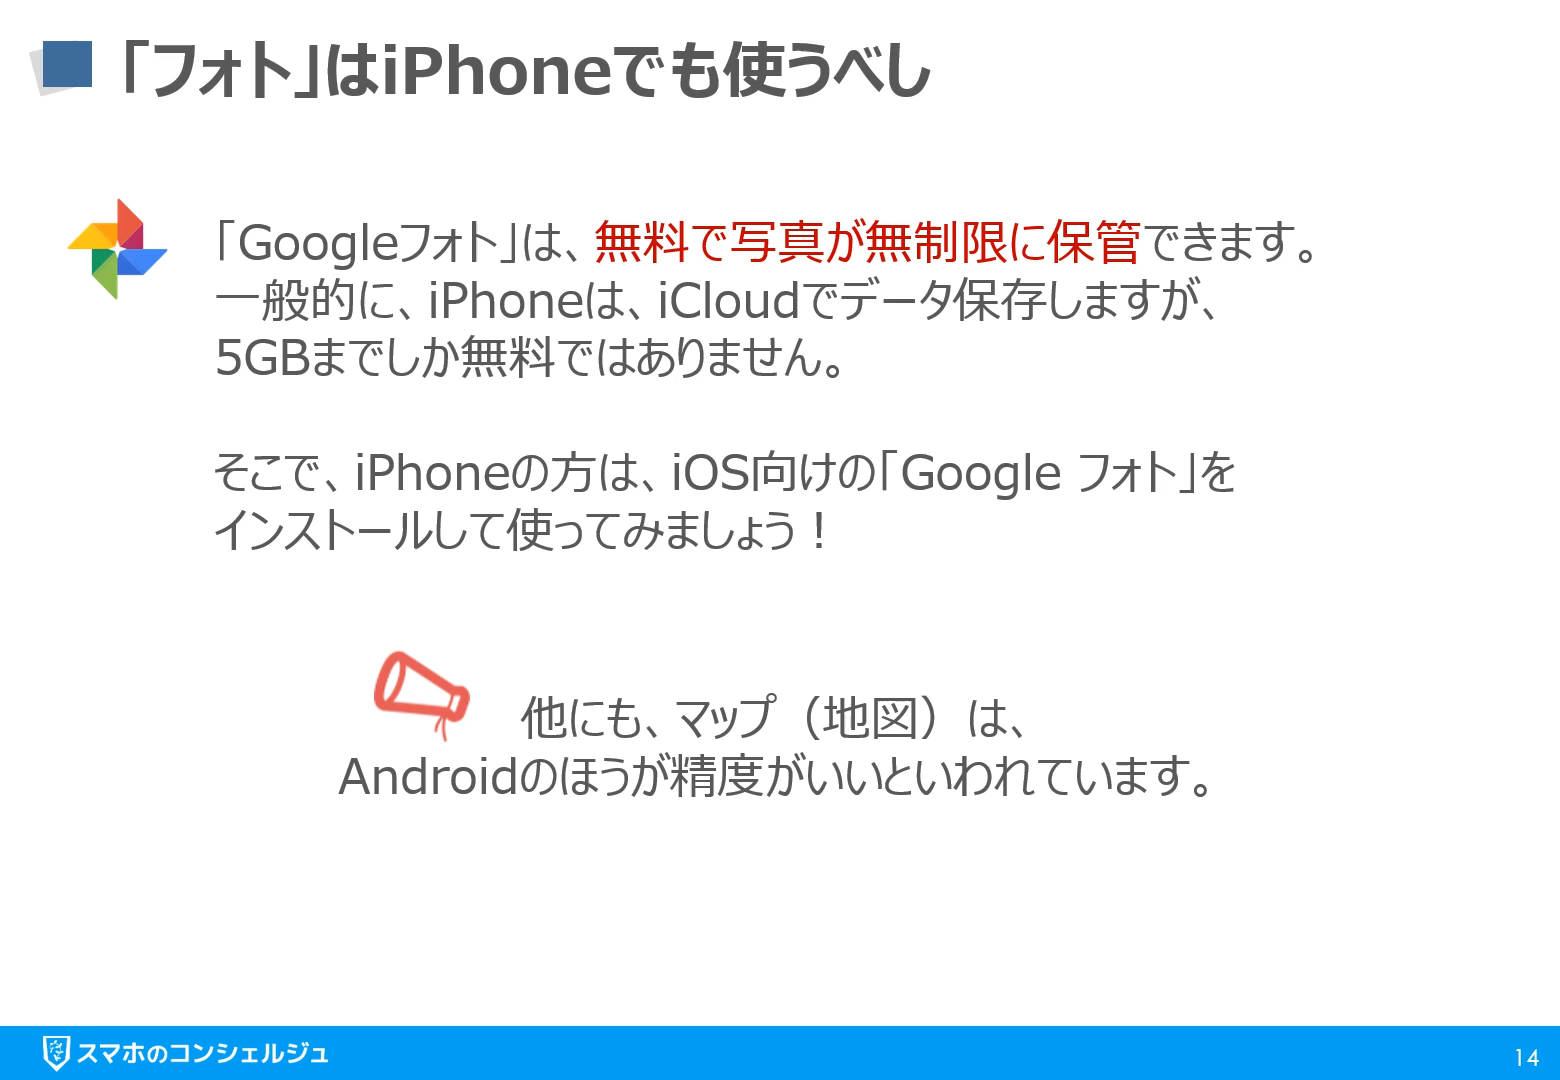 「フォト」はiPhoneでも使うべし
「Googleフォト」は、無料で写真が無制限に保管できます。
一般的に、iPhoneは、iCloudでデータ保存しますが、
5GBまでしか無料ではありません。
そこで、iPhoneの方は、iOS向けの「Google フォト」を
インストールして使ってみましょう！
他にも、マップ（地図）は、
Androidのほうが精度がいいといわれています。
スマホのコンシェルジュ
14